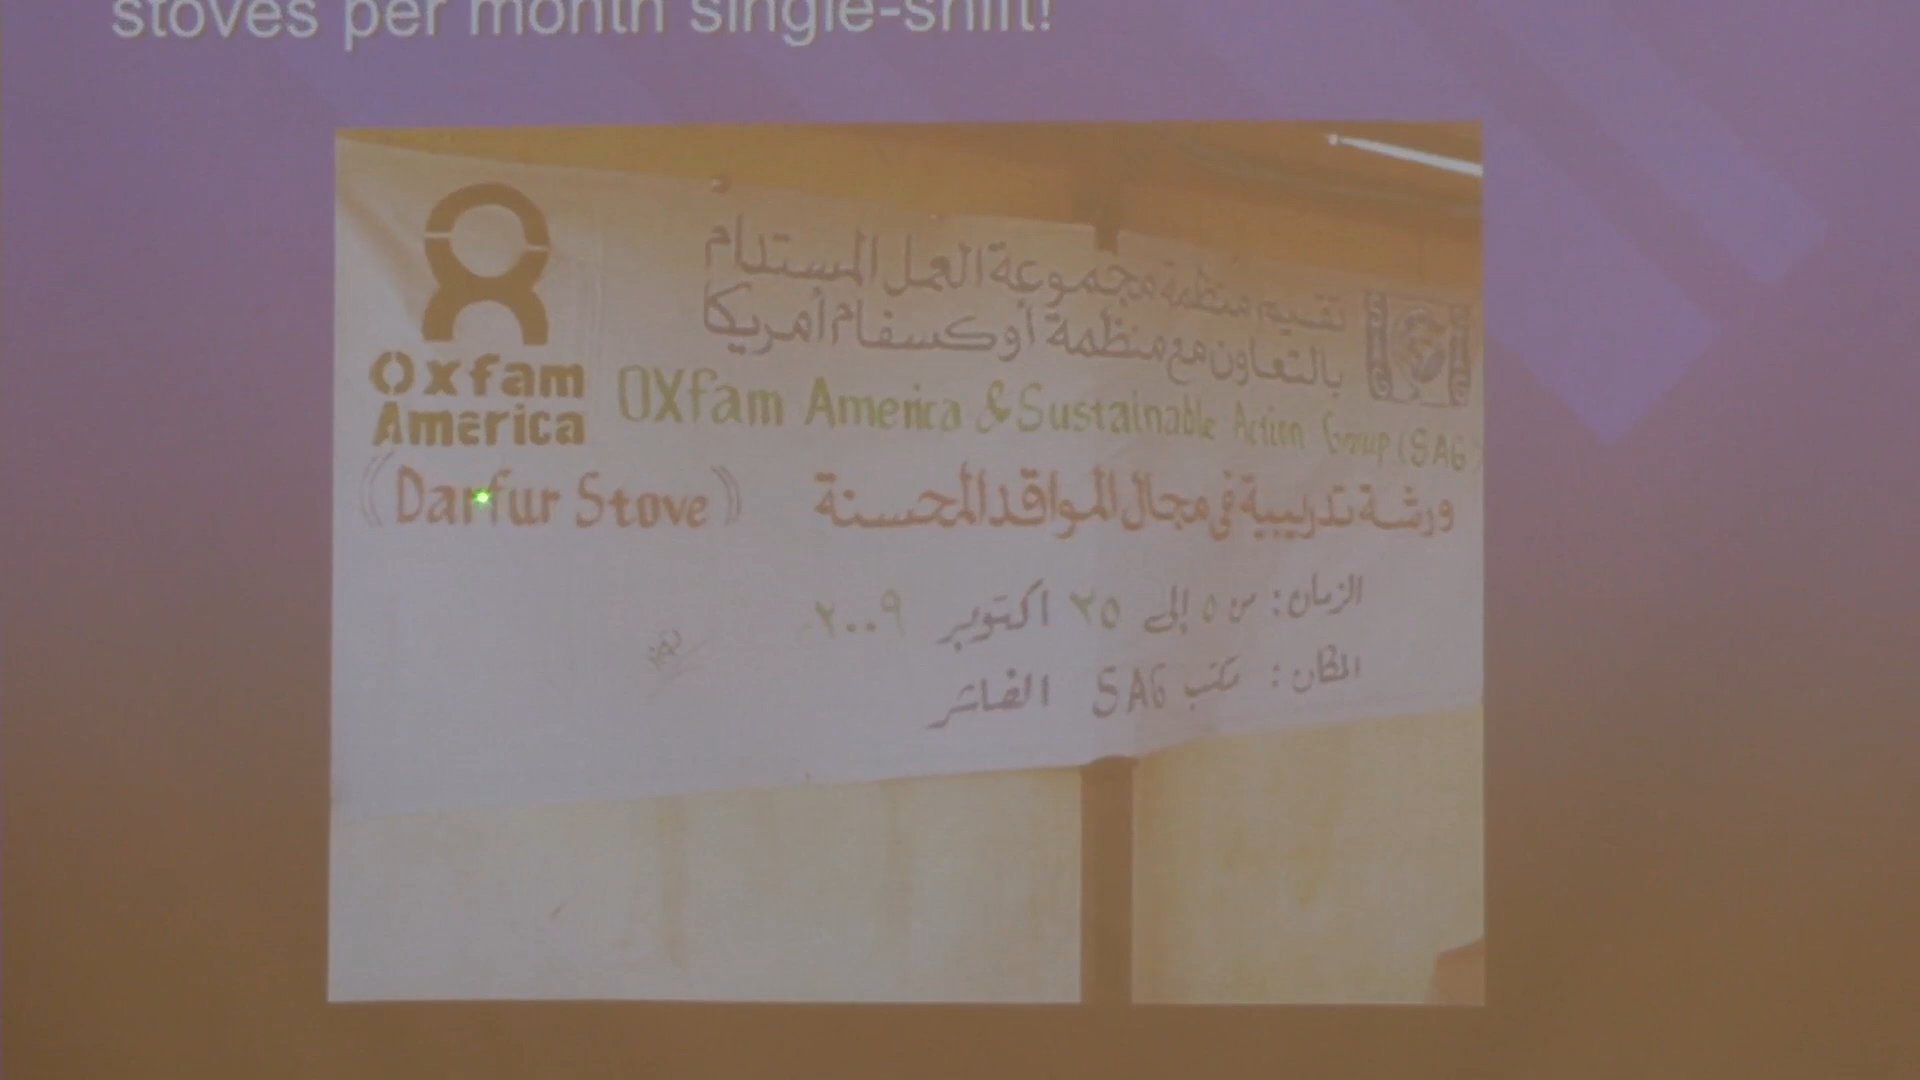 stoves per month single-shift!
تقيم منظمة مجموعة العمل المستدام
بالتعاون مع منظمة أوكسفام أمريكا
SAG
SAG
Oxfam
America
OXfam America & Sustainable Action Group (SAG)
((Darfur Stove)) ورشة تدريبية في مجال المواقد المحسنة
الزمان: من ٥ إلى ٢٥ اكتوبر ٢٠٠٩
المكان: مكتب SAG الفاشر